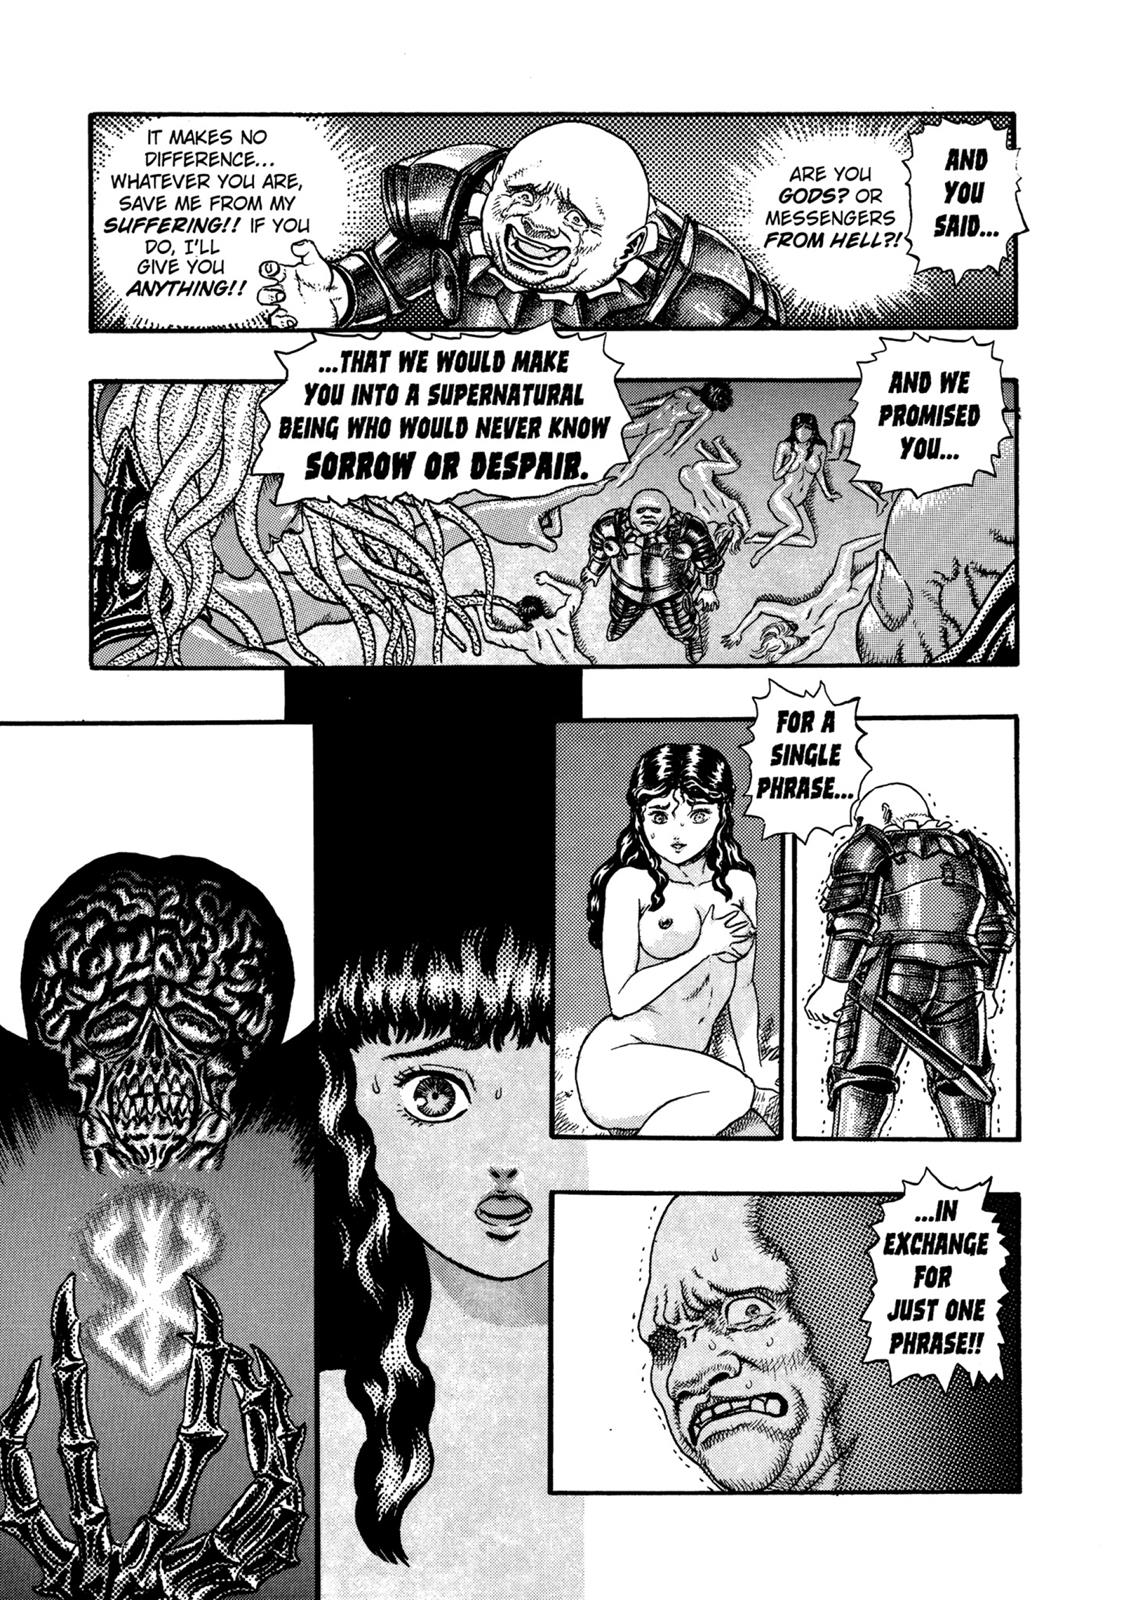 AND
YOU
SAID...
ARE YOU
GODS? OR
MESSENGERS
FROM HELL?!
IT MAKES NO
DIFFERENCE...
WHATEVER YOU ARE,
SAVE ME FROM MY
SUFFERING!! IF YOU
DO, I'LL
GIVE YOU
ANYTHING!!
AND WE
PROMISED
YOU...
...THAT WE WOULD MAKE
YOU INTO A SUPERNATURAL
BEING WHO WOULD NEVER KNOW
SORROW OR DESPAIR.
FOR A
SINGLE
PHRASE...
...IN
EXCHANGE
FOR
JUST ONE
PHRASE!!